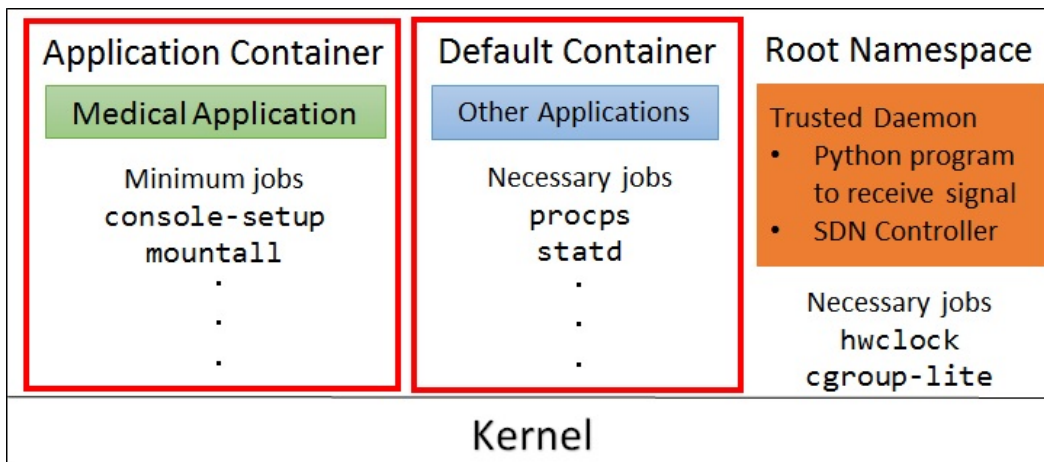 Application Container
Medical Application
Minimum jobs
console-setup
mountall
.
.
.
Default Container
Other Applications
Necessary jobs
procps
statd
.
.
.
Root Namespace
Trusted Daemon
• Python program
to receive signal
• SDN Controller
Necessary jobs
hwclock
cgroup-lite
Kernel